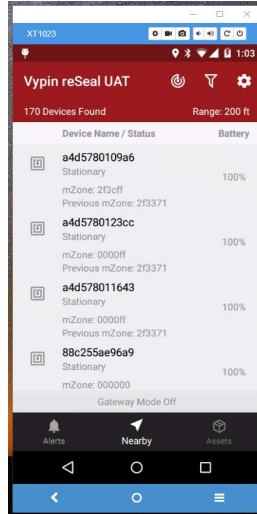 XT1023
1:03
Vypin reSeal UAT
170 Devices Found Range: 200 ft
Device Name / Status Battery
a4d5780109a6
Stationary
100%
mZone: 2f3cff
Previous mZone: 2f3371
a4d5780123cc
Stationary
100%
mZone: 0000ff
Previous mZone: 2f3371
a4d578011643
Stationary
100%
mZone: 0000ff
Previous mZone: 2f3371
88c255ae96a9
Stationary
100%
mZone: 000000
Gateway Mode Off
Alerts Nearby Assets